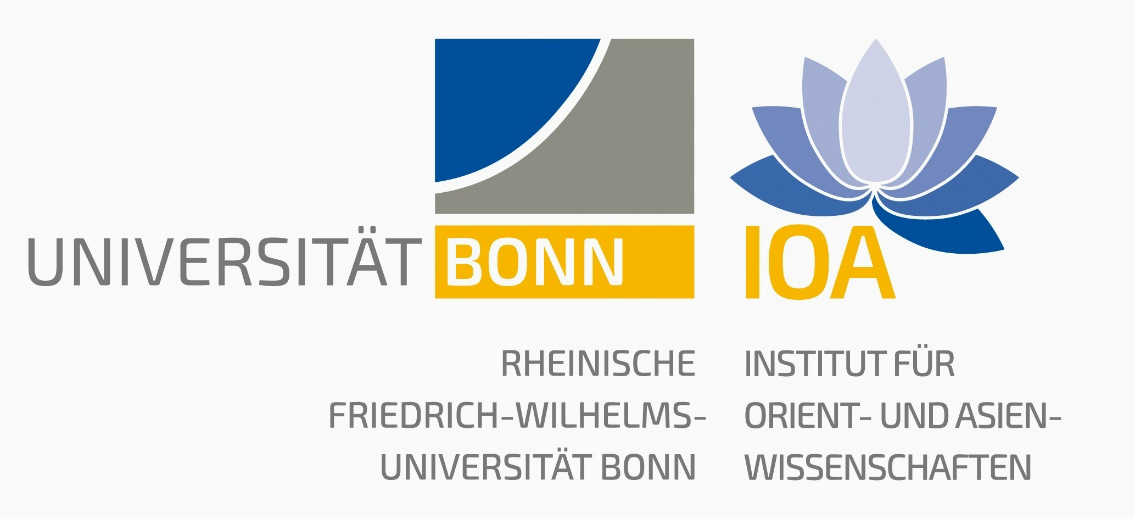 UNIVERSITÄT BONN
IOA
RHEINISCHE
FRIEDRICH-WILHELMS-
UNIVERSITÄT BONN
INSTITUT FÜR
ORIENT- UND ASIEN-
WISSENSCHAFTEN